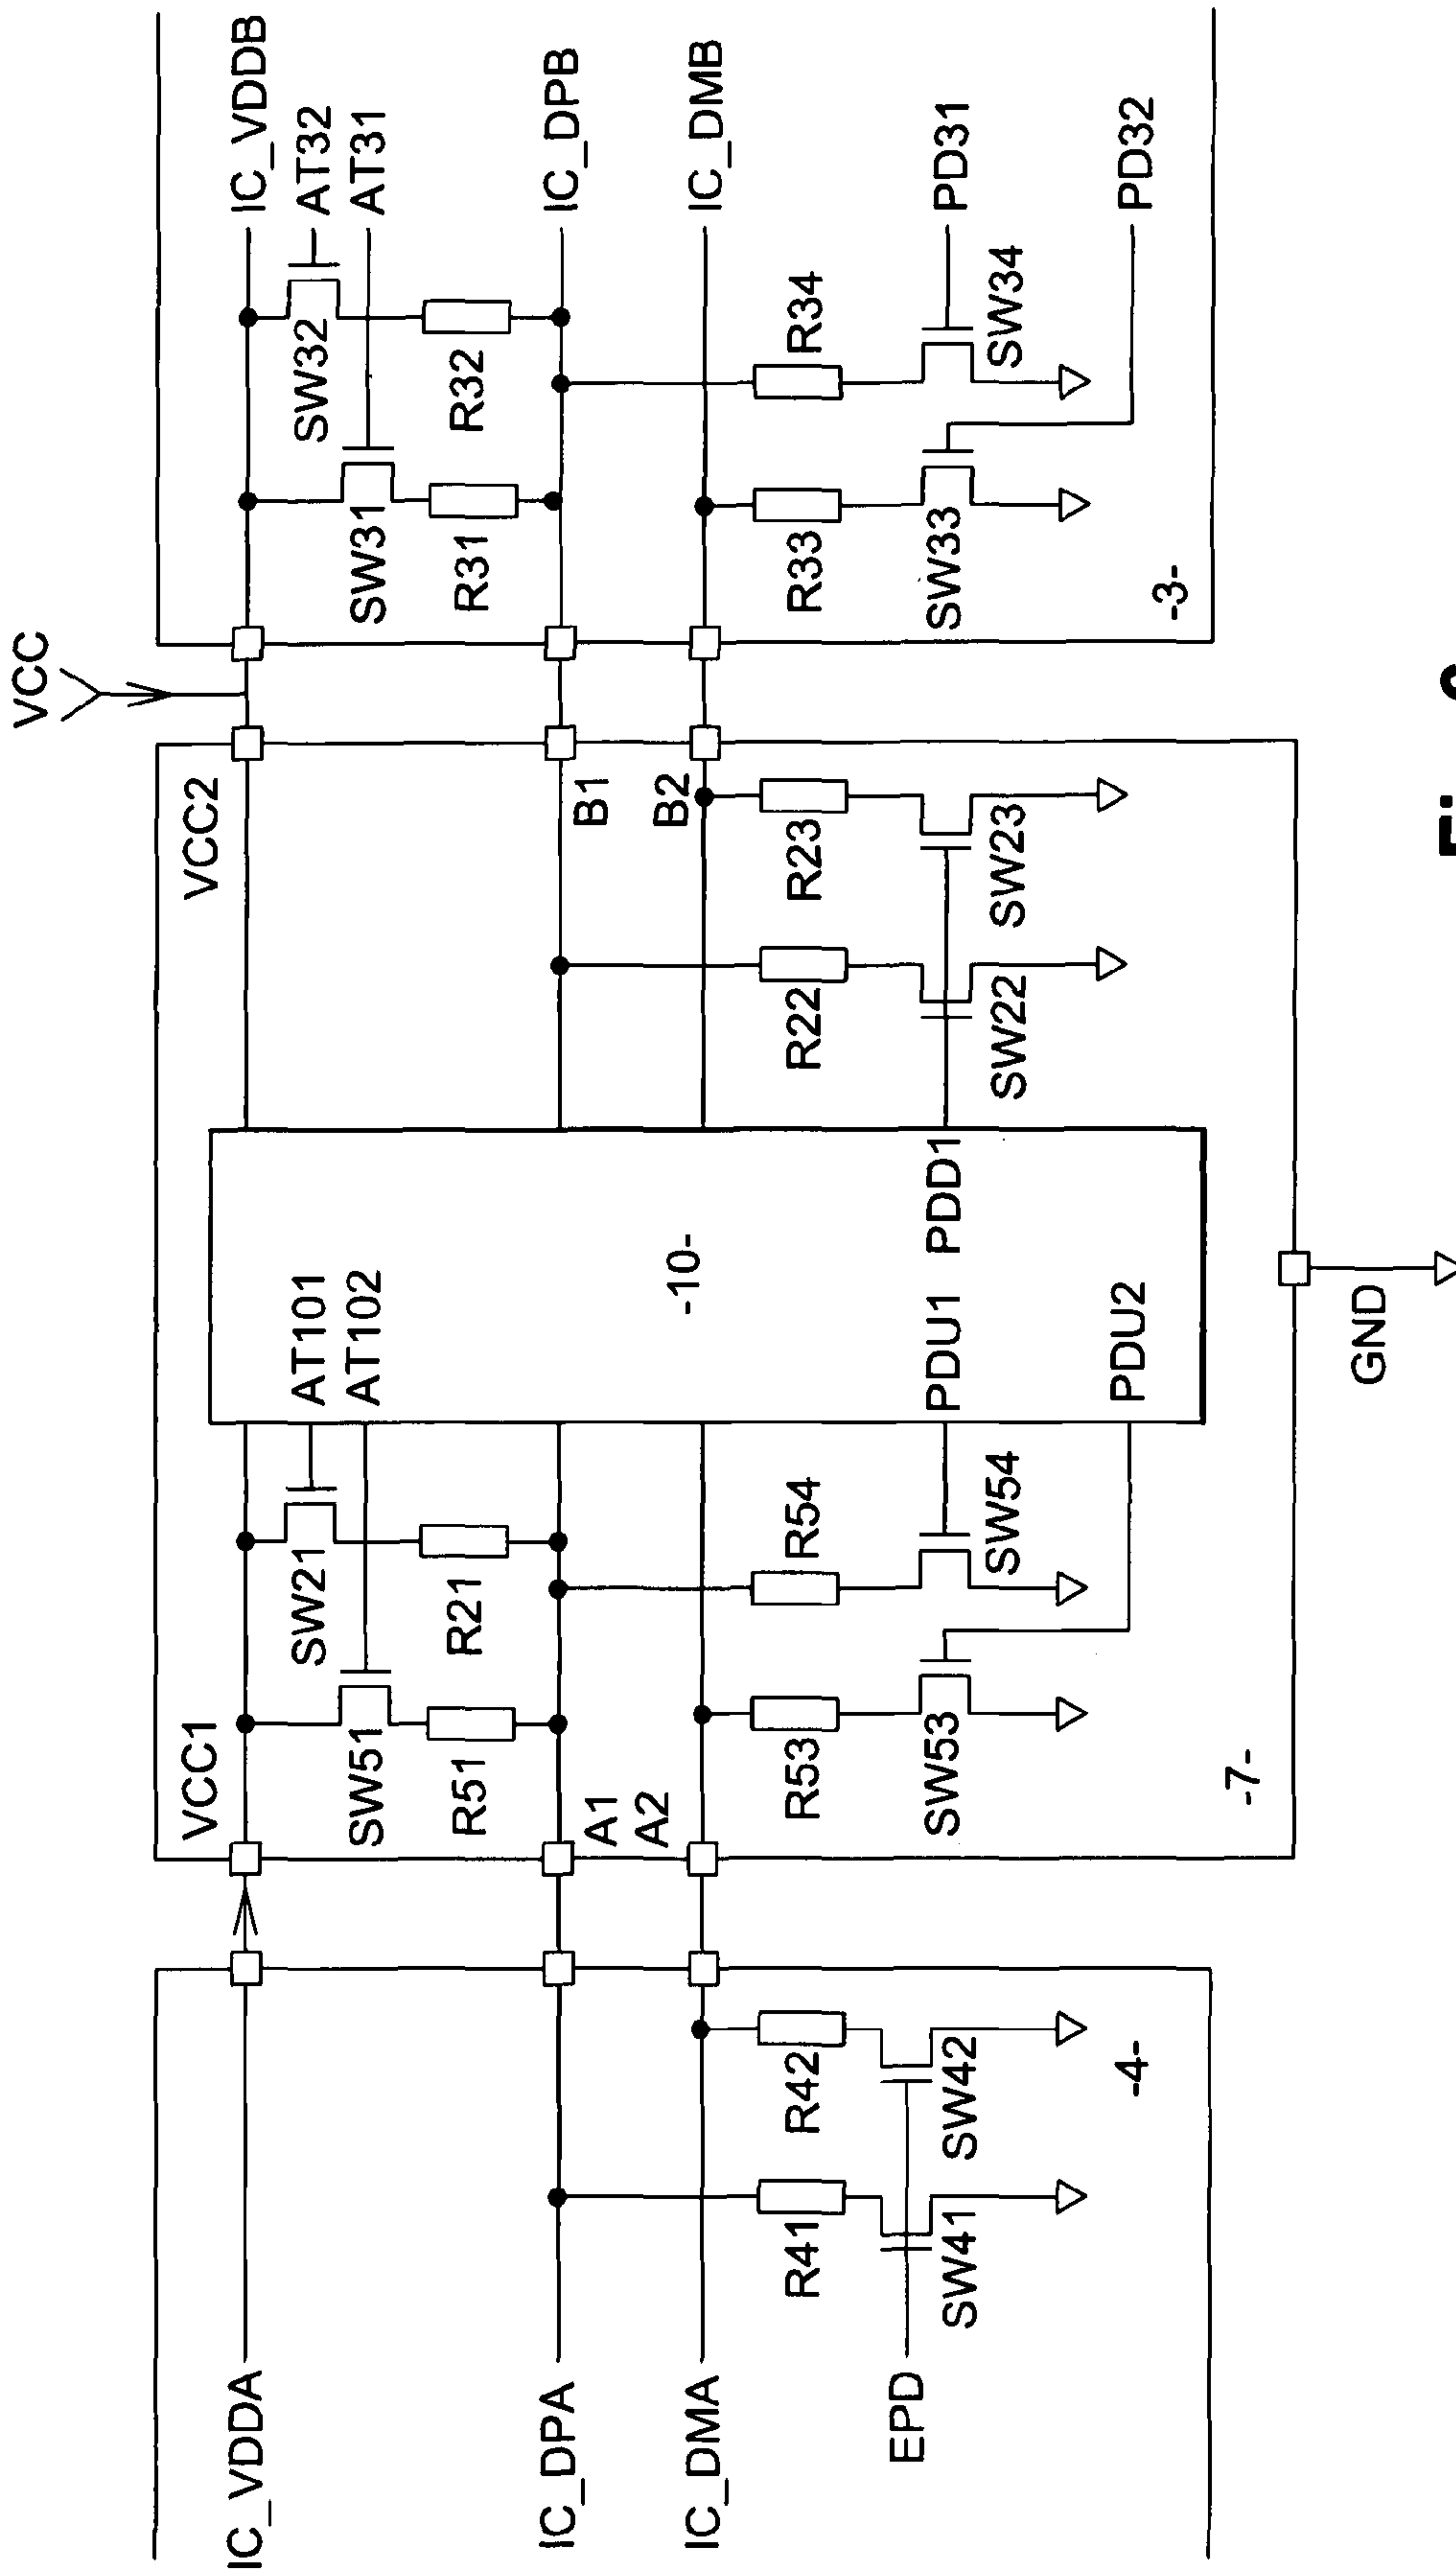 VCC
IC_VDDA
IC_DPA
IC_DMA
EPD
R41
R42
SW41
SW42
-4-
VCC1
A1
A2
SW51
SW21
R51
R21
AT101
AT102
R53
R54
SW53
SW54
-7-
-10-
PDU1 PDD1
PDU2
GND
VCC2
B1
B2
R22
R23
SW22
SW23
IC_VDDB
AT32
AT31
SW32
SW31
R31
R32
IC_DPB
IC_DMB
R33
R34
SW33
SW34
PD31
PD32
-3-